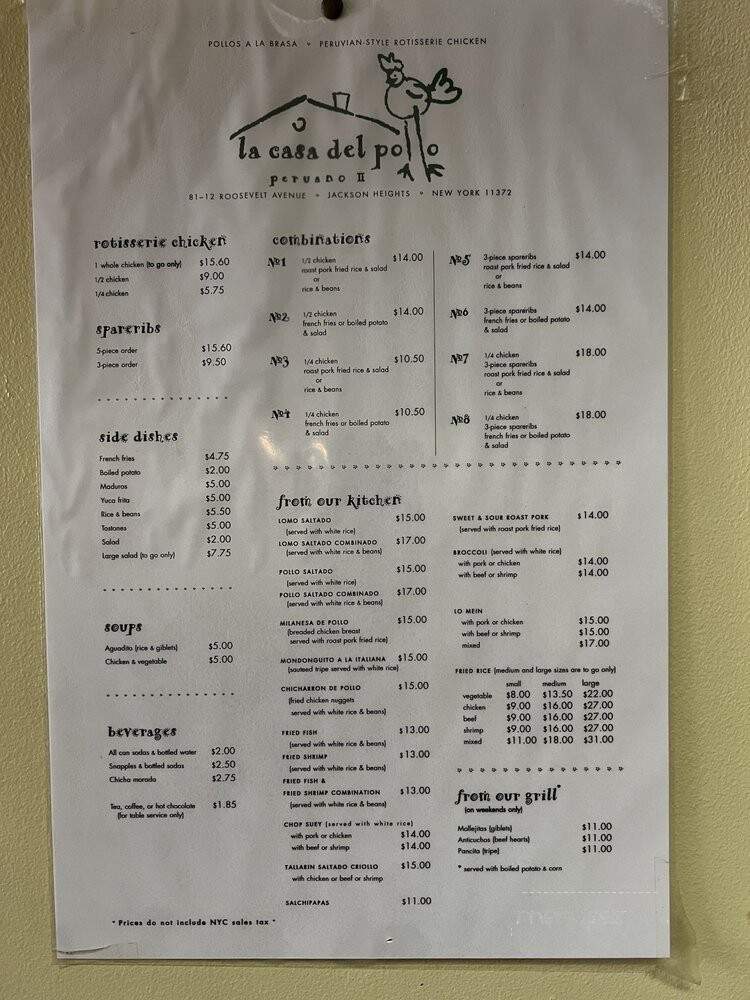 POLLOS A LA BRASA • PERUVIAN-STYLE ROTISSERIE CHICKEN
la casa del pollo
peruano II
81-12 ROOSEVELT AVENUE • JACKSON HEIGHTS • NEW YORK 11372
rotisserie chicken
1 whole chicken (to go only) $15.60
1/2 chicken $9.00
1/4 chicken $5.75
spareribs
5-piece order $15.60
3-piece order $9.50
side dishes
French fries $4.75
Boiled potato $2.00
Maduros $5.00
Yuca frita $5.00
Rice & beans $5.50
Tostones $5.00
Salad $2.00
Large salad (to go only) $7.75
soups
Aguadito (rice & giblets) $5.00
Chicken & vegetable $5.00
beverages
All can sodas & bottled water $2.00
Snapples & bottled sodas $2.50
Chicha morada $2.75
Tea, coffee, or hot chocolate $1.85
(for table service only)
combinations
Nº1 1/2 chicken $14.00
roast pork fried rice & salad
or
rice & beans
Nº2 1/2 chicken $14.00
french fries or boiled potato
& salad
Nº3 1/4 chicken $10.50
roast pork fried rice & salad
or
rice & beans
Nº4 1/4 chicken $10.50
french fries or boiled potato
& salad
Nº5 3-piece spareribs $14.00
roast pork fried rice & salad
or
rice & beans
Nº6 3-piece spareribs $14.00
french fries or boiled potato
& salad
Nº7 1/4 chicken $18.00
3-piece spareribs
roast pork fried rice & salad
or
rice & beans
Nº8 1/4 chicken $18.00
3-piece spareribs
french fries or boiled potato
& salad
from our kitchen
LOMO SALTADO $15.00
(served with white rice)
LOMO SALTADO COMBINADO $17.00
(served with white rice & beans)
POLLO SALTADO $15.00
(served with white rice)
POLLO SALTADO COMBINADO $17.00
(served with white rice & beans)
MILANESA DE POLLO $15.00
(breaded chicken breast
served with roast pork fried rice)
MONDONGUITO A LA ITALIANA $15.00
(sauteed tripe served with white rice)
CHICHARRON DE POLLO $15.00
(fried chicken nuggets
served with white rice & beans)
FRIED FISH $13.00
(served with white rice & beans)
FRIED SHRIMP $13.00
(served with white rice & beans)
FRIED FISH &
FRIED SHRIMP COMBINATION $13.00
(served with white rice & beans)
CHOP SUEY (served with white rice)
with pork or chicken $14.00
with beef or shrimp $14.00
TALLARIN SALTADO CRIOLLO $15.00
with chicken or beef or shrimp
SALCHIPAPAS $11.00
SWEET & SOUR ROAST PORK $14.00
(served with roast pork fried rice)
BROCCOLI (served with white rice)
with pork or chicken $14.00
with beef or shrimp $14.00
LO MEIN
with pork or chicken $15.00
with beef or shrimp $15.00
mixed $17.00
FRIED RICE (medium and large sizes are to go only)
small medium large
vegetable $8.00 $13.50 $22.00
chicken $9.00 $16.00 $27.00
beef $9.00 $16.00 $27.00
shrimp $9.00 $16.00 $27.00
mixed $11.00 $18.00 $31.00
from our grill*
(on weekends only)
Mollejitas (giblets) $11.00
Anticuchos (beef hearts) $11.00
Pancita (tripe) $11.00
* served with boiled potato & corn
* Prices do not include NYC sales tax *